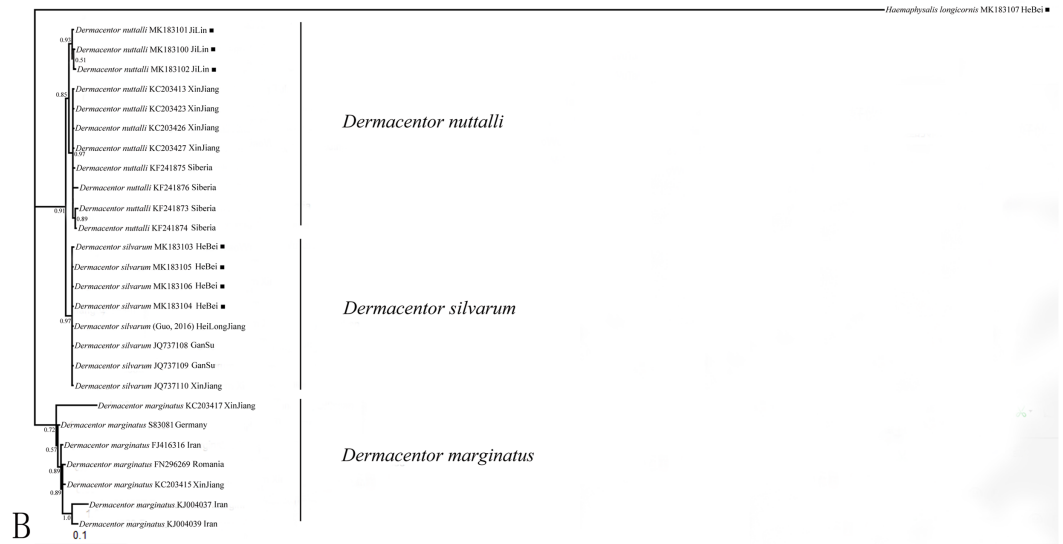 Haemaphysalis longicornis MK183107 HeBei ■
Dermacentor nuttalli MK183101 JiLin ■
0.93
Dermacentor nuttalli MK183100 JiLin ■
0.51
Dermacentor nuttalli MK183102 JiLin ■
Dermacentor nuttalli KC203413 XinJiang
0.85
Dermacentor nuttalli KC203423 XinJiang
Dermacentor nuttalli
Dermacentor nuttalli KC203426 XinJiang
Dermacentor nuttalli KC203427 XinJiang
0.97
Dermacentor nuttalli KF241875 Siberia
Dermacentor nuttalli KF241876 Siberia
Dermacentor nuttalli KF241873 Siberia
0.91
0.89
Dermacentor nuttalli KF241874 Siberia
Dermacentor silvarum MK183103 HeBei ■
Dermacentor silvarum MK183105 HeBei ■
Dermacentor silvarum MK183106 HeBei ■
Dermacentor silvarum MK183104 HeBei ■
Dermacentor silvarum
0.97
Dermacentor silvarum (Guo, 2016) HeiLongJiang
Dermacentor silvarum JQ737108 GanSu
Dermacentor silvarum JQ737109 GanSu
Dermacentor silvarum JQ737110 XinJiang
Dermacentor marginatus KC203417 XinJiang
Dermacentor marginatus S83081 Germany
0.72
Dermacentor marginatus FJ416316 Iran
0.57
Dermacentor marginatus
Dermacentor marginatus FN296269 Romania
0.89
Dermacentor marginatus KC203415 XinJiang
0.89
Dermacentor marginatus KJ004037 Iran
1.0
Dermacentor marginatus KJ004039 Iran
B
0.1